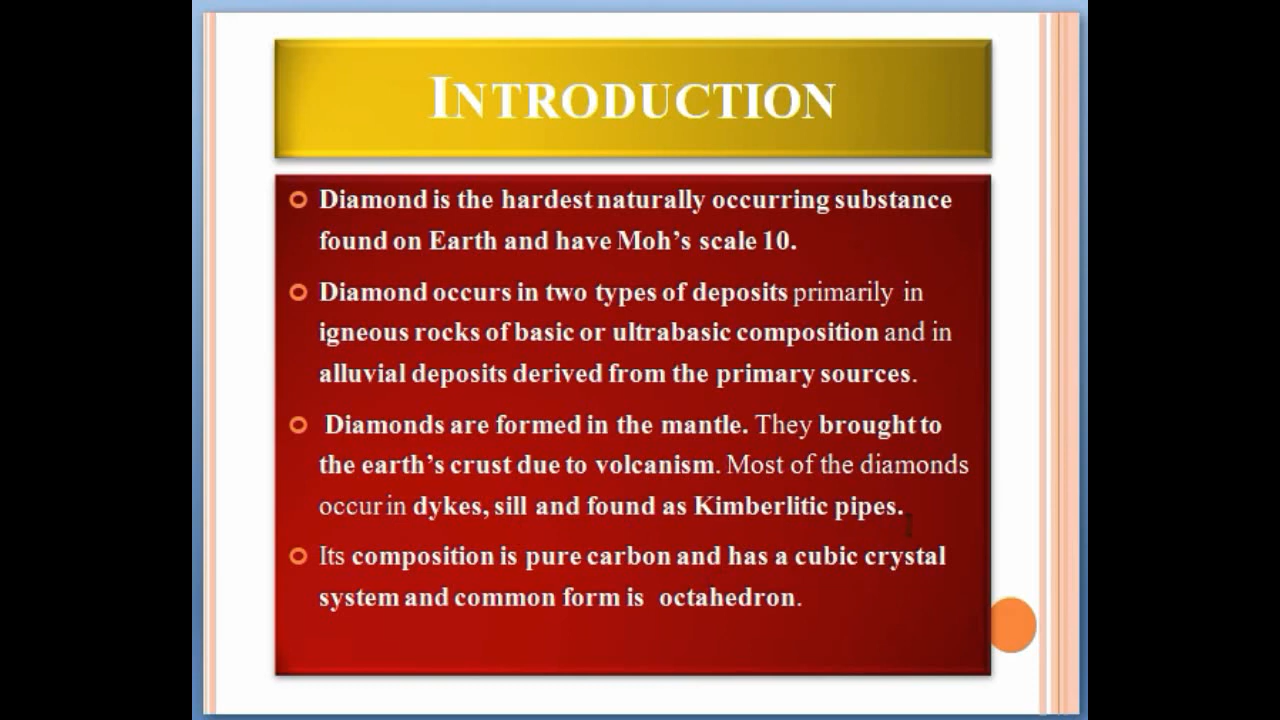 INTRODUCTION
Diamond is the hardest naturally occurring substance
found on Earth and have Moh's scale 10.
Diamond occurs in two types of deposits primarily in
igneous rocks of basic or ultrabasic composition and in
alluvial deposits derived from the primary sources.
Diamonds are formed in the mantle. They brought to
the earth's crust due to volcanism. Most of the diamonds
occur in dykes, sill and found as Kimberlitic pipes.
Its composition is pure carbon and has a cubic crystal
system and common form is octahedron.